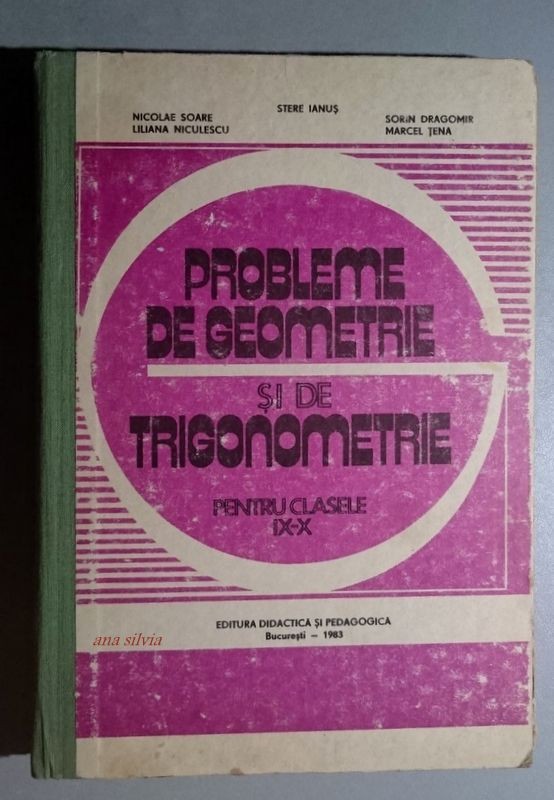 STERE IANUŞ
NICOLAE SOARE
LILIANA NICULESCU
SORIN DRAGOMIR
MARCEL ŢENA
PROBLEME
DE GEOMETRIE
ŞI DE
TRIGONOMETRIE
PENTRU CLASELE
IX-X
EDITURA DIDACTICA ŞI PEDAGOGICA
Bucureşti – 1983
ana silvia